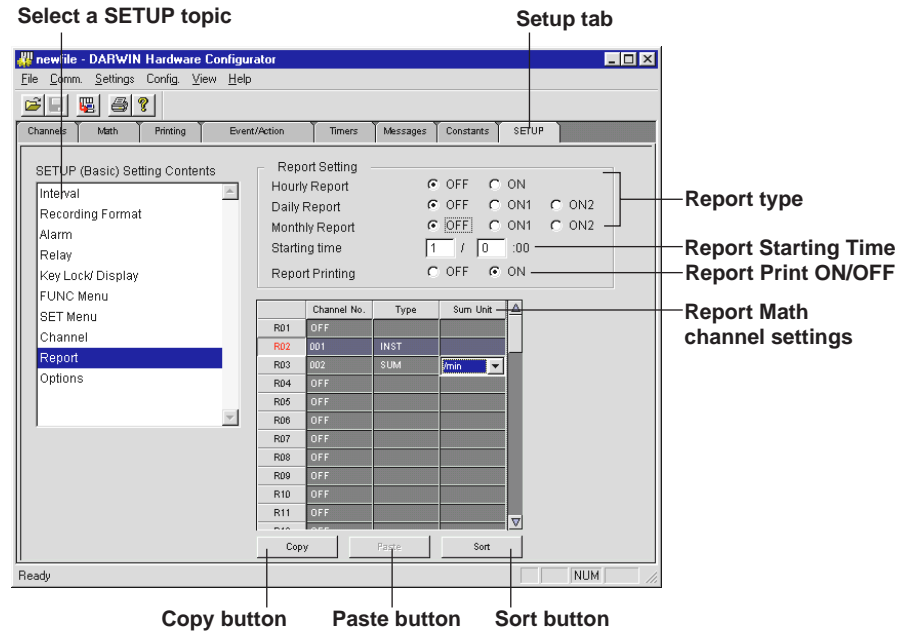 Select a SETUP topic
Setup tab
newfile - DARWIN Hardware Configurator
File Comm. Settings Config. View Help
Channels Math Printing Event/Action Timers Messages Constants SETUP
SETUP (Basic) Setting Contents
Interval
Recording Format
Alarm
Relay
Key Lock/ Display
FUNC Menu
SET Menu
Channel
Report
Options
Report Setting
Hourly Report OFF ON
Daily Report OFF ON1 ON2
Monthly Report OFF ON1 ON2
Starting time 1 / 0 :00
Report Printing OFF ON
Report type
Report Starting Time
Report Print ON/OFF
Report Math
channel settings
Channel No. Type Sum Unit
R01 OFF
R02 001 INST
R03 002 SUM /min
R04 OFF
R05 OFF
R06 OFF
R07 OFF
R08 OFF
R09 OFF
R10 OFF
R11 OFF
Copy Paste Sort
Ready NUM
Copy button Paste button Sort button